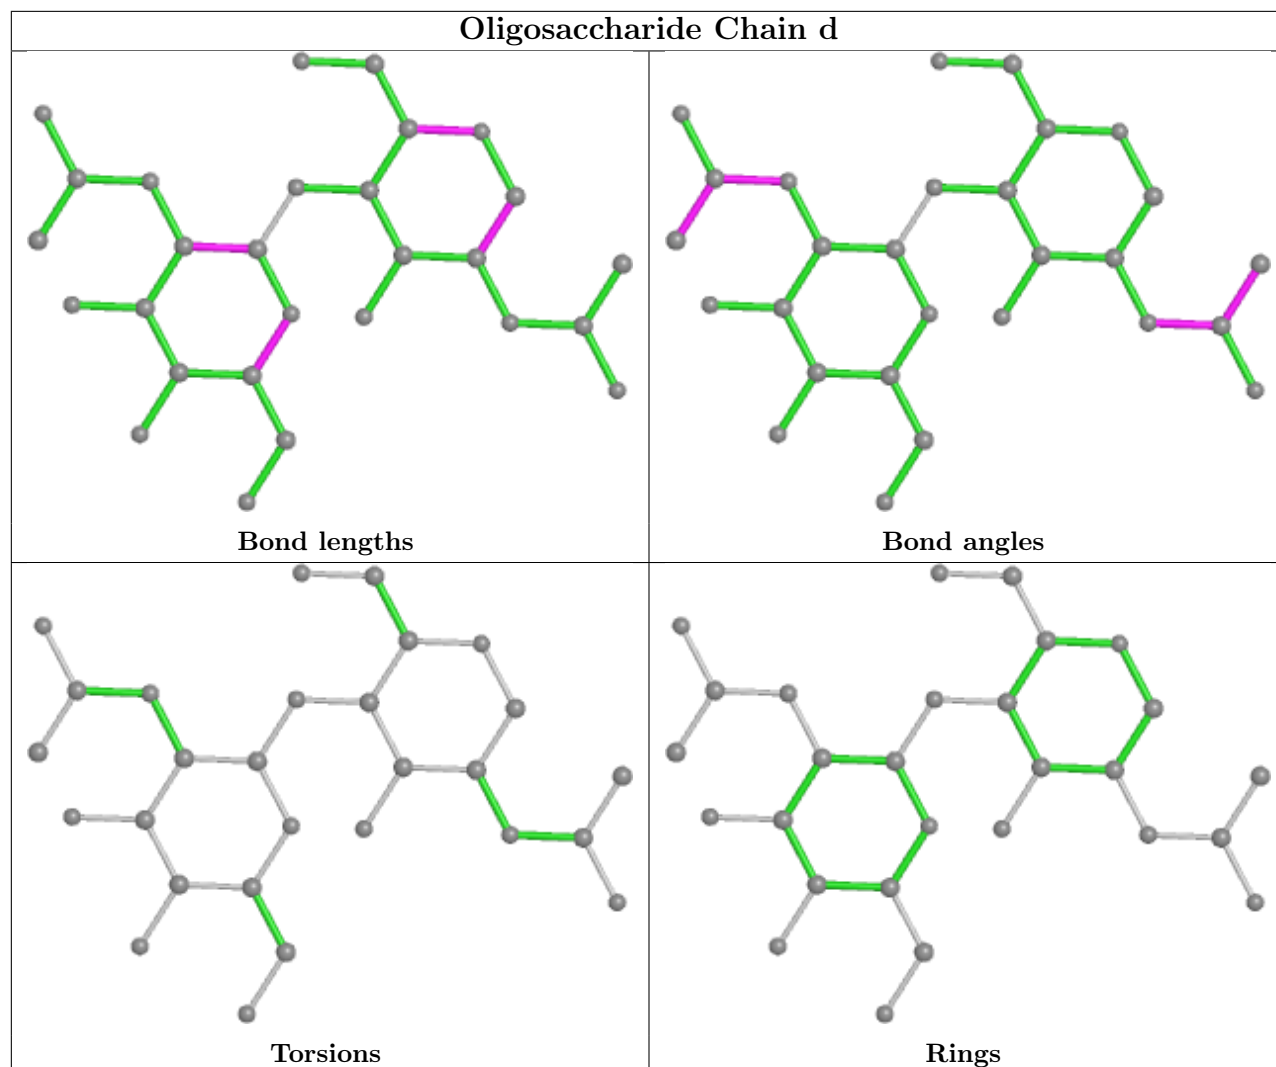 Oligosaccharide Chain d
Bond lengths
Bond angles
Torsions
Rings